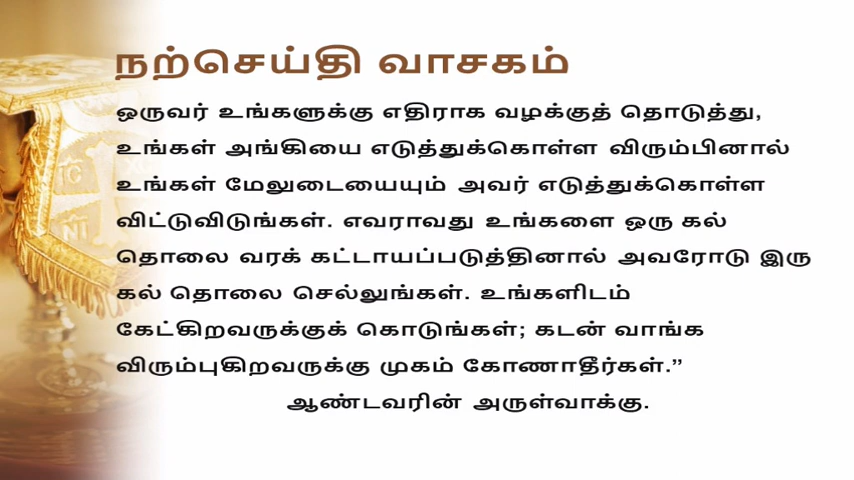 நற்செய்தி வாசகம்
ஒருவர் உங்களுக்கு எதிராக வழக்குத் தொடுத்து,
உங்கள் அங்கியை எடுத்துக்கொள்ள விரும்பினால்
உங்கள் மேலுடையையும் அவர் எடுத்துக்கொள்ள
விட்டுவிடுங்கள். எவராவது உங்களை ஒரு கல்
தொலை வரக் கட்டாயப்படுத்தினால் அவரோடு இரு
கல் தொலை செல்லுங்கள். உங்களிடம்
கேட்கிறவருக்குக் கொடுங்கள்; கடன் வாங்க
விரும்புகிறவருக்கு முகம் கோணாதீர்கள்.”
ஆண்டவரின் அருள்வாக்கு.